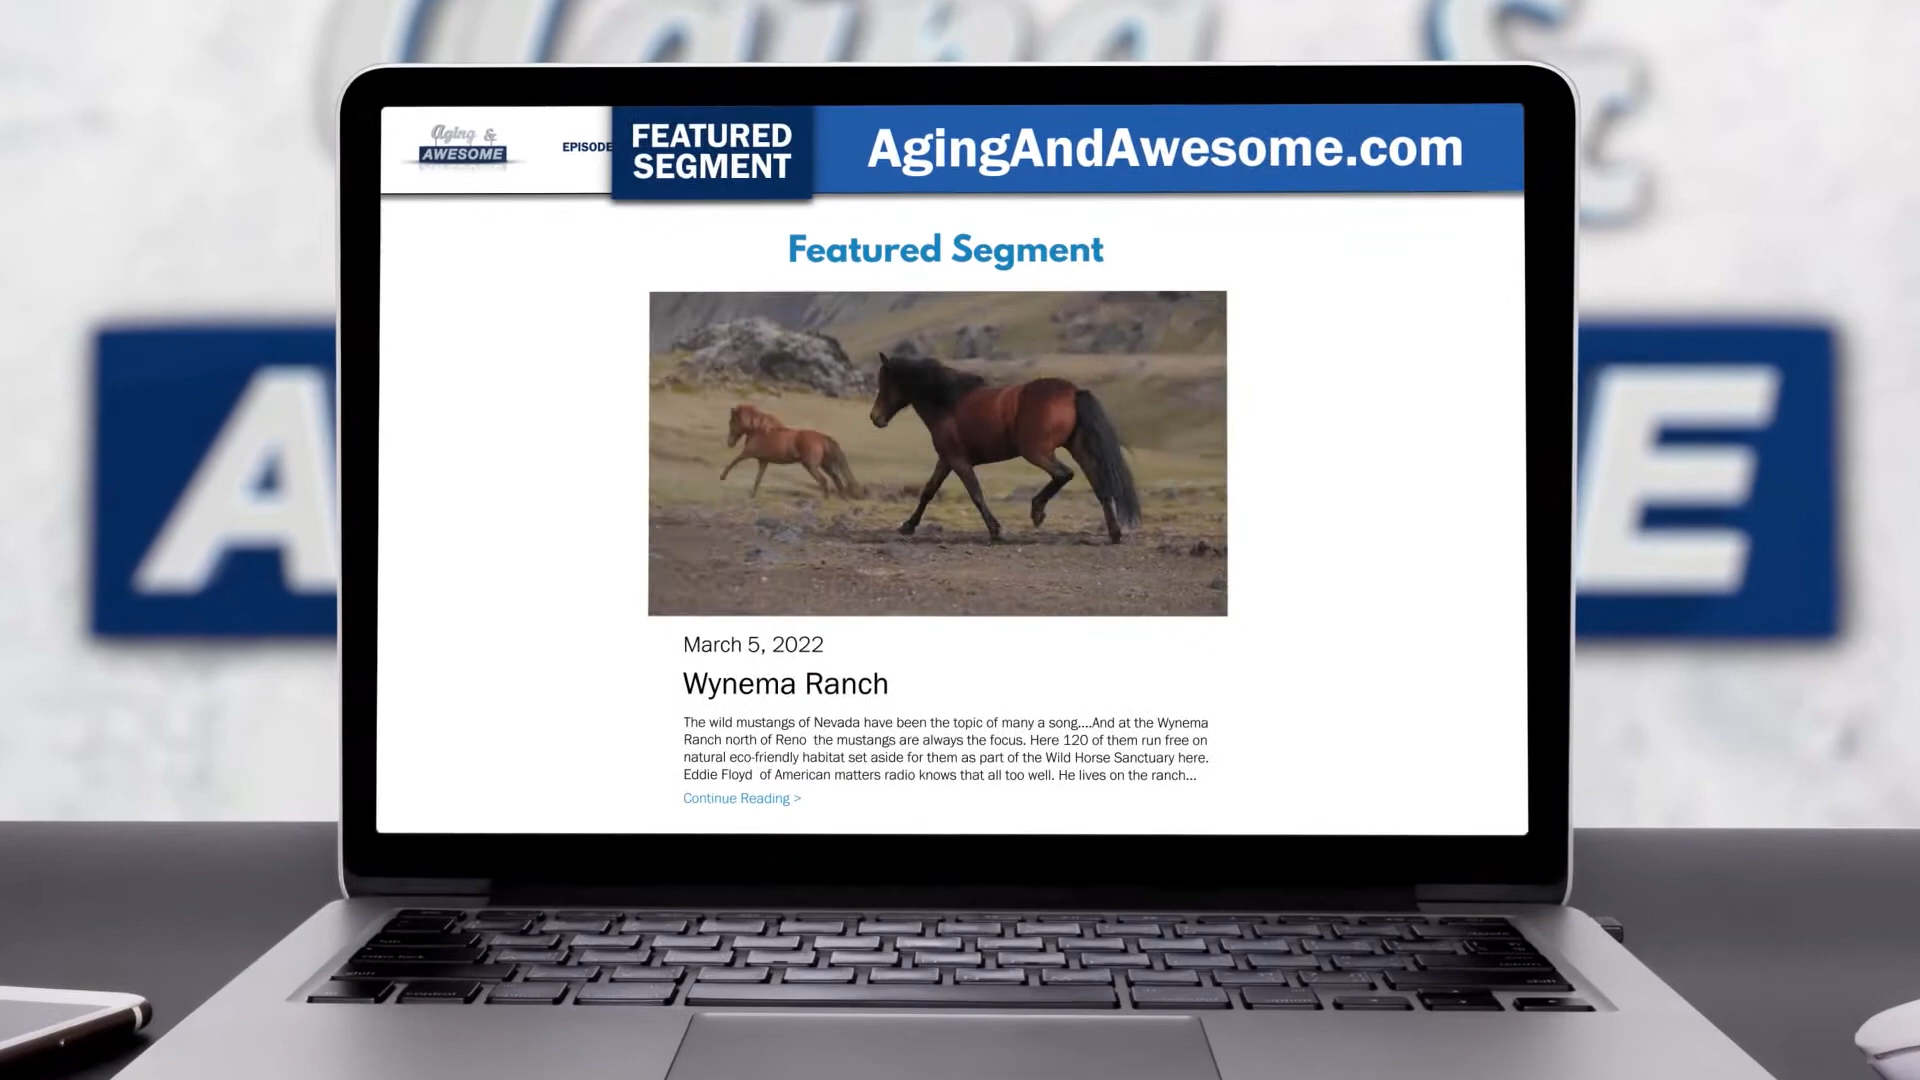 Aging &
AWESOME
EPISODE
FEATURED
SEGMENT
AgingAndAwesome.com
Featured Segment
March 5, 2022
Wynema Ranch
The wild mustangs of Nevada have been the topic of many a song....And at the Wynema
Ranch north of Reno the mustangs are always the focus. Here 120 of them run free on
natural eco-friendly habitat set aside for them as part of the Wild Horse Sanctuary here.
Eddie Floyd of American matters radio knows that all too well. He lives on the ranch...
Continue Reading >